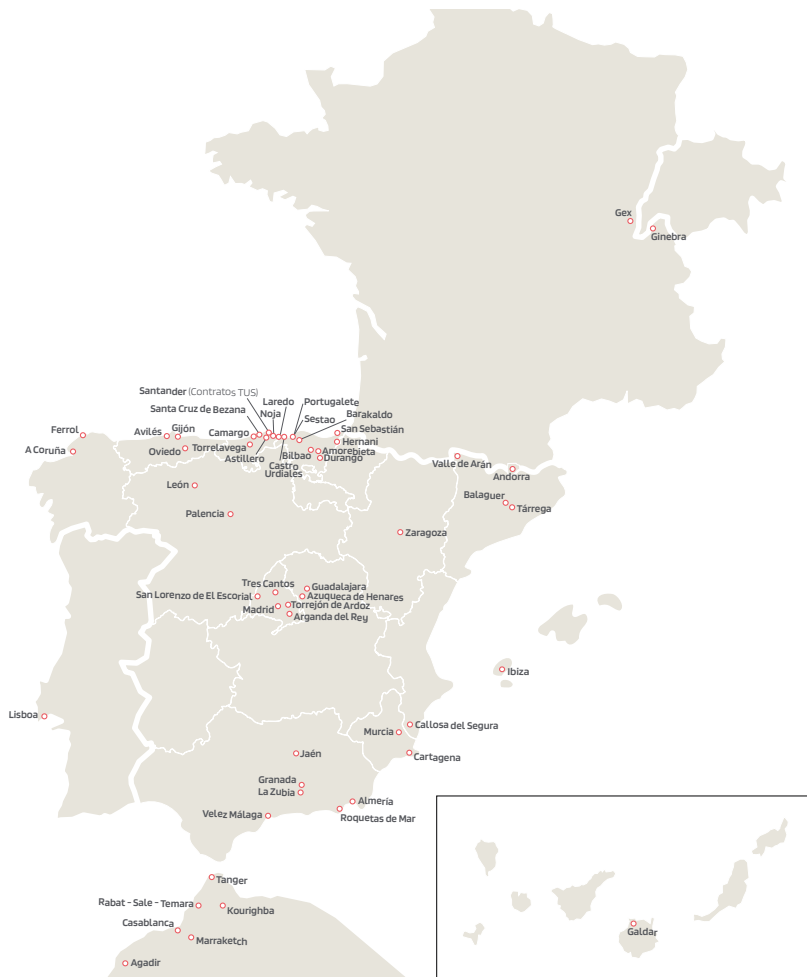 Gex
Ginebra
Santander (Contratos TUS)
Laredo
Portugalete
Santa Cruz de Bezana
Noja
Sestao
Barakaldo
Ferrol
Avilés
Gijón
Camargo
San Sebastián
A Coruña
Oviedo
Torrelavega
Hernani
Astillero
Bilbao
Amorebieta
Durango
Castro
Urdiales
Valle de Arán
Andorra
León
Balaguer
Tárrega
Palencia
Zaragoza
Tres Cantos
Guadalajara
San Lorenzo de El Escorial
Azuqueca de Henares
Madrid
Torrejón de Ardoz
Arganda del Rey
Ibiza
Lisboa
Callosa del Segura
Murcia
Jaén
Cartagena
Granada
La Zubia
Almería
Velez Málaga
Roquetas de Mar
Tanger
Rabat - Sale - Temara
Kourighba
Casablanca
Marraketch
Galdar
Agadir